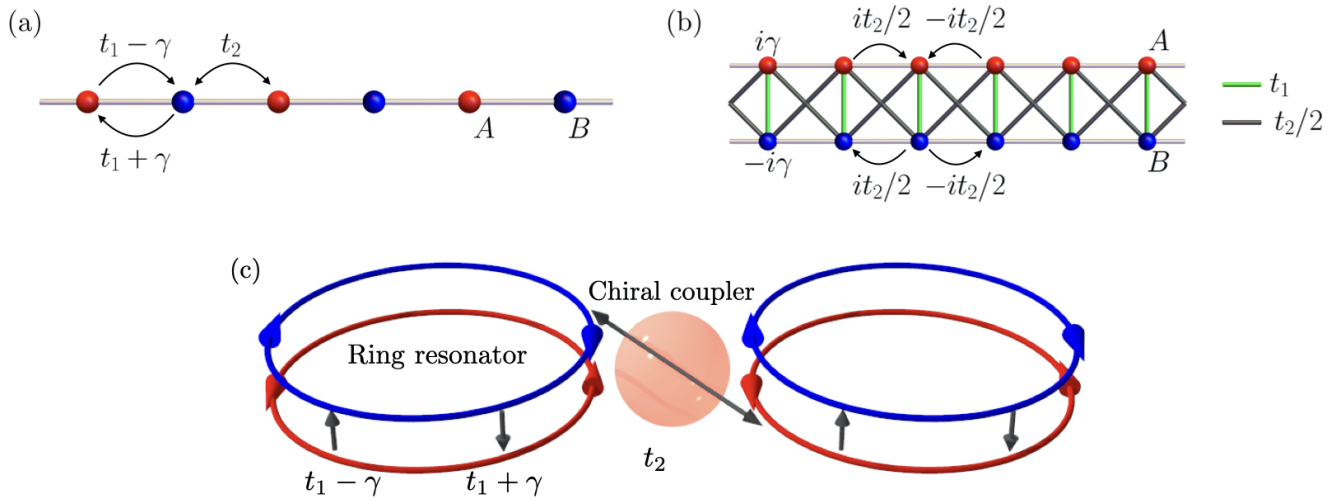 (a)
t₁ − γ
t₂
t₁ + γ
A
B
(b)
iγ
it₂/2
−it₂/2
A
−iγ
it₂/2
−it₂/2
B
t₁
t₂/2
(c)
Chiral coupler
Ring resonator
t₂
t₁ − γ
t₁ + γ